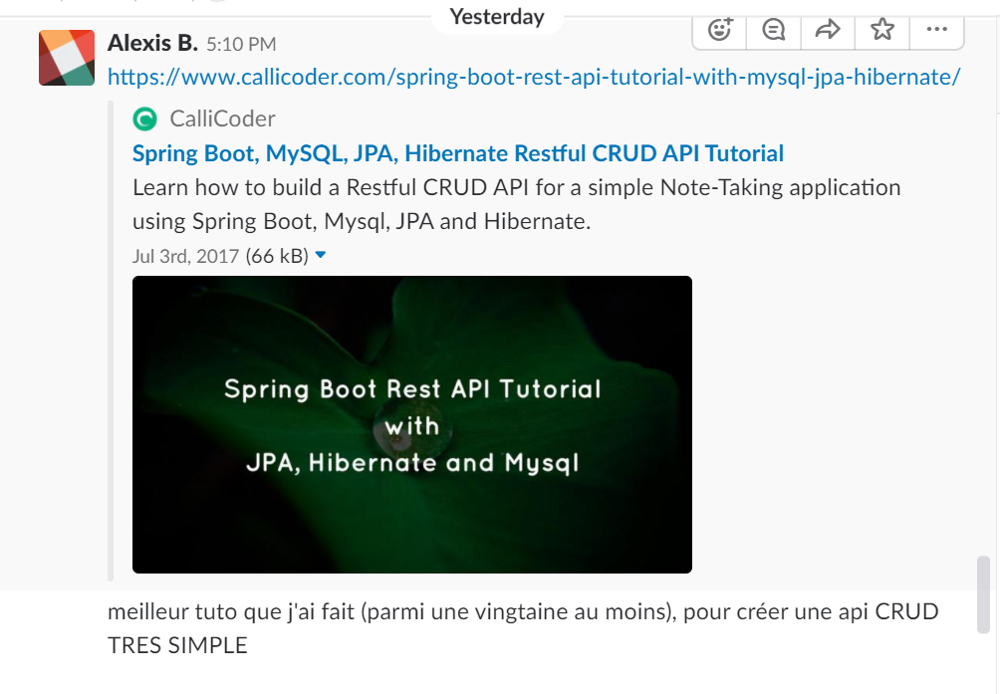 Yesterday
Alexis B. 5:10 PM
https://www.callicoder.com/spring-boot-rest-api-tutorial-with-mysql-jpa-hibernate/
CalliCoder
Spring Boot, MySQL, JPA, Hibernate Restful CRUD API Tutorial
Learn how to build a Restful CRUD API for a simple Note-Taking application
using Spring Boot, Mysql, JPA and Hibernate.
Jul 3rd, 2017 (66 kB)
Spring Boot Rest API Tutorial
with
JPA, Hibernate and Mysql
meilleur tuto que j'ai fait (parmi une vingtaine au moins), pour créer une api CRUD
TRES SIMPLE